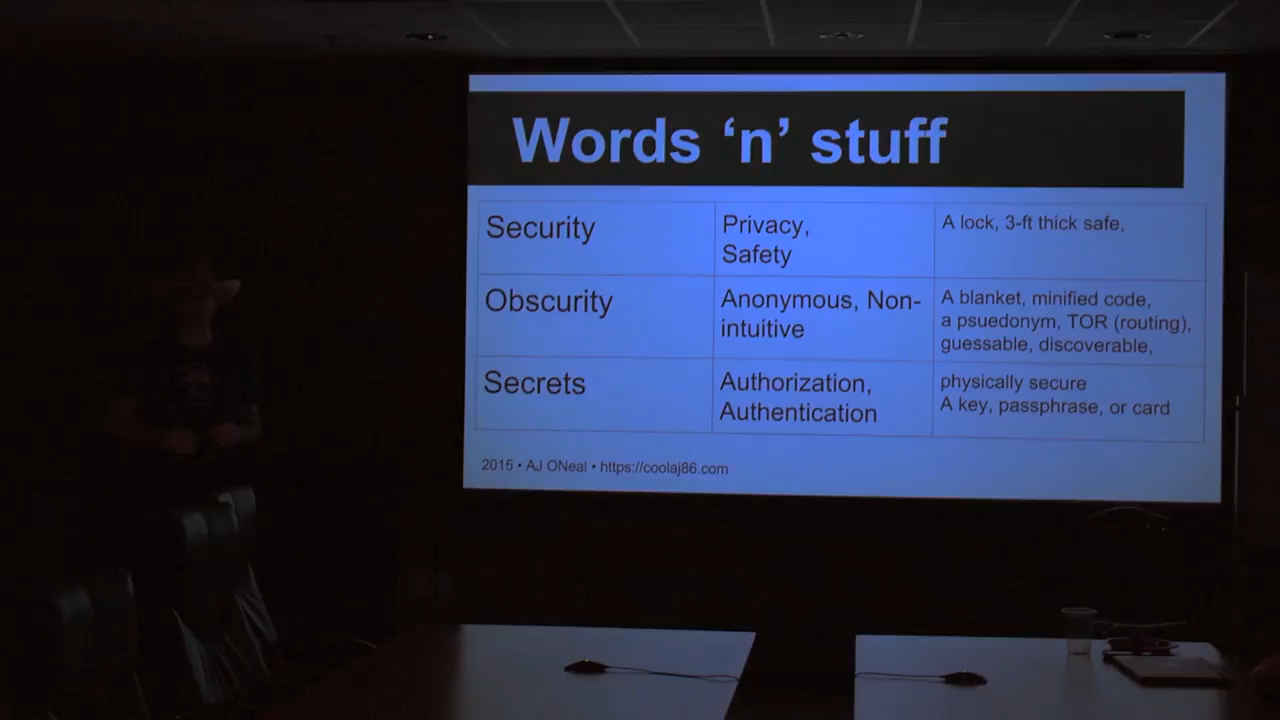 Words ‘n’ stuff
Security
Privacy,
Safety
A lock, 3-ft thick safe,
Obscurity
Anonymous, Non-
intuitive
A blanket, minified code,
a psuedonym, TOR (routing),
guessable, discoverable,
Secrets
Authorization,
Authentication
physically secure
A key, passphrase, or card
2015 • AJ ONeal • https://coolaj86.com